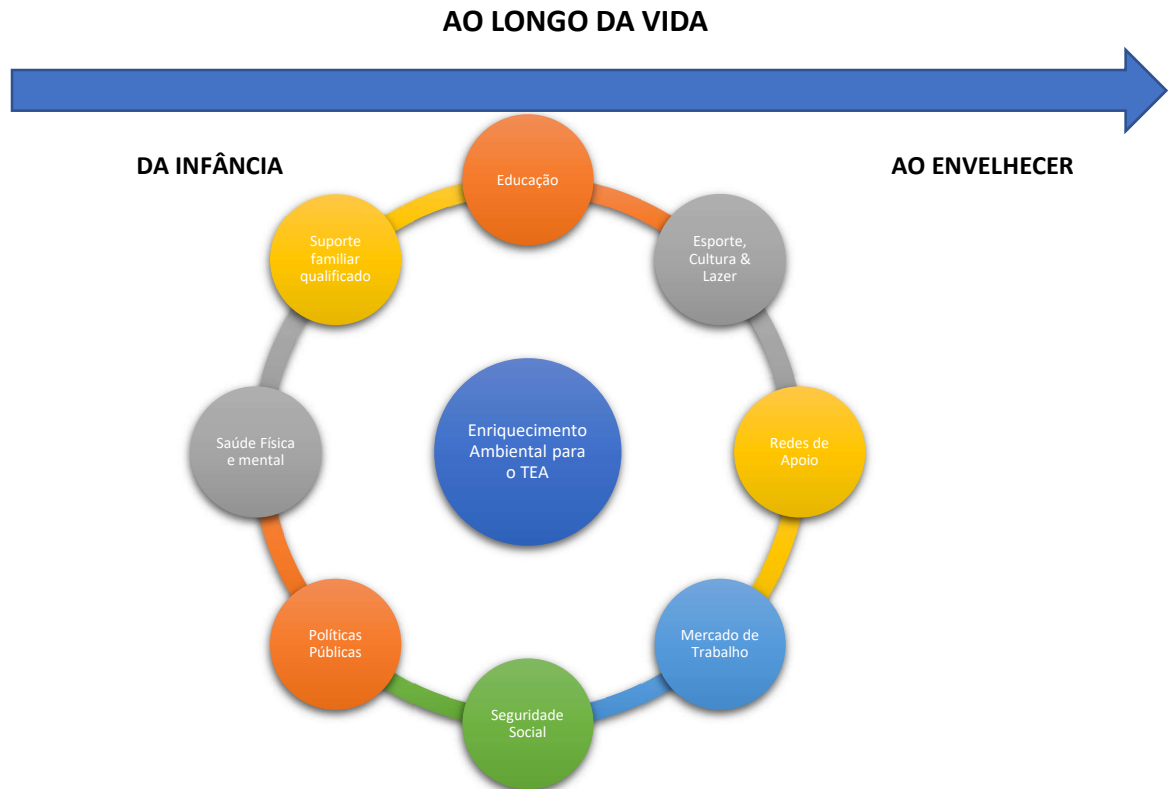 AO LONGO DA VIDA
DA INFÂNCIA
AO ENVELHECER
Educação
Esporte,
Cultura &
Lazer
Redes de
Apoio
Mercado de
Trabalho
Seguridade
Social
Políticas
Públicas
Saúde Física
e mental
Suporte
familiar
qualificado
Enriquecimento
Ambiental para
o TEA